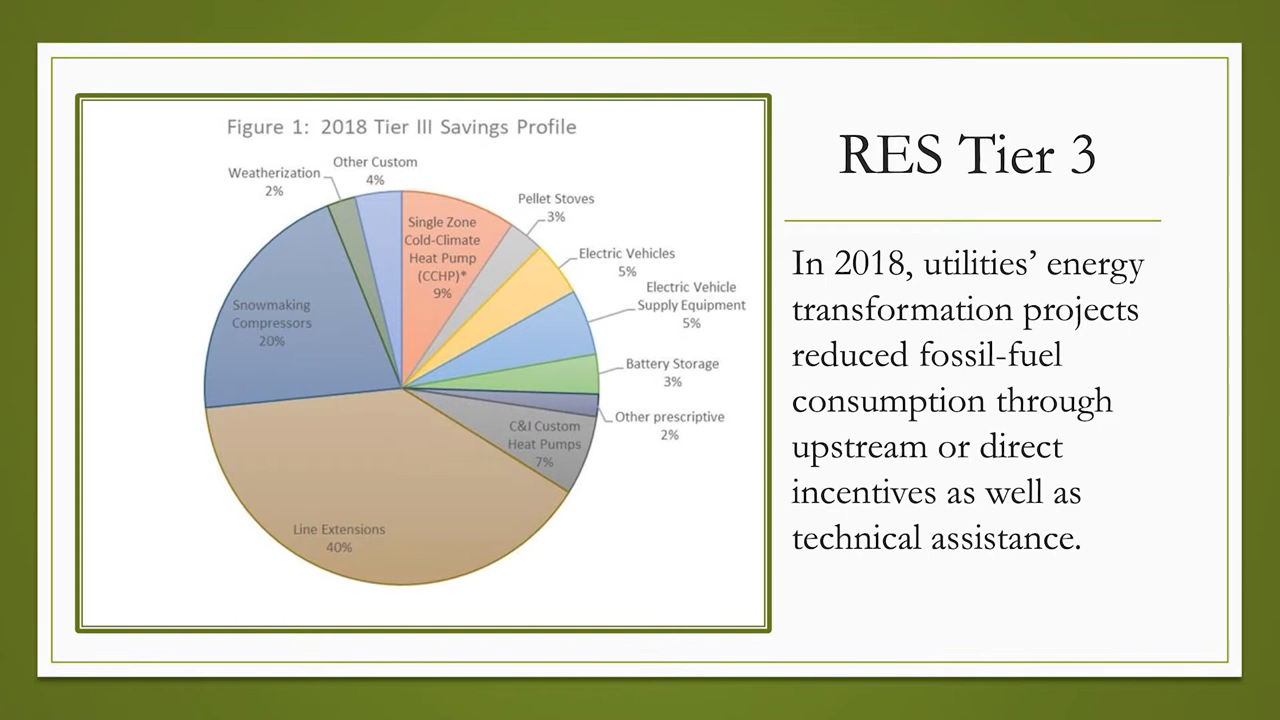 Figure 1: 2018 Tier III Savings Profile
Other Custom
4%
Weatherization
2%
Single Zone
Cold-Climate
Heat Pump
(CCHP)*
9%
Pellet Stoves
3%
Electric Vehicles
5%
Electric Vehicle
Supply Equipment
5%
Battery Storage
3%
Other prescriptive
2%
C&I Custom
Heat Pumps
7%
Line Extensions
40%
Snowmaking
Compressors
20%
RES Tier 3
In 2018, utilities’ energy
transformation projects
reduced fossil-fuel
consumption through
upstream or direct
incentives as well as
technical assistance.